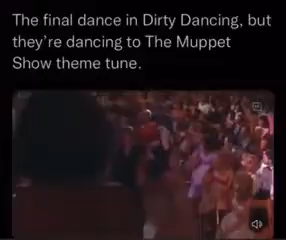 The final dance in Dirty Dancing, but
they're dancing to The Muppet
Show theme tune.